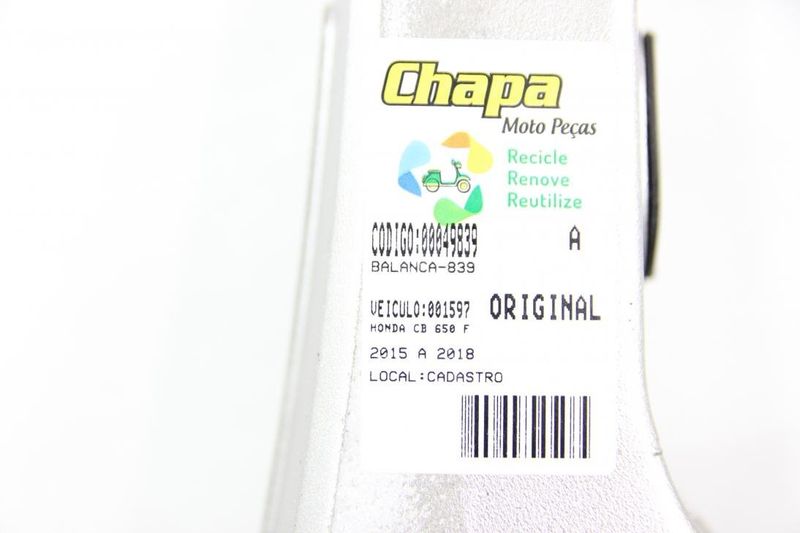 Chapa
Moto Peças
Recicle
Renove
Reutilize
CODIGO:00049839 A
BALANCA-839
VEICULO:001597 ORIGINAL
HONDA CB 650 F
2015 A 2018
LOCAL:CADASTRO